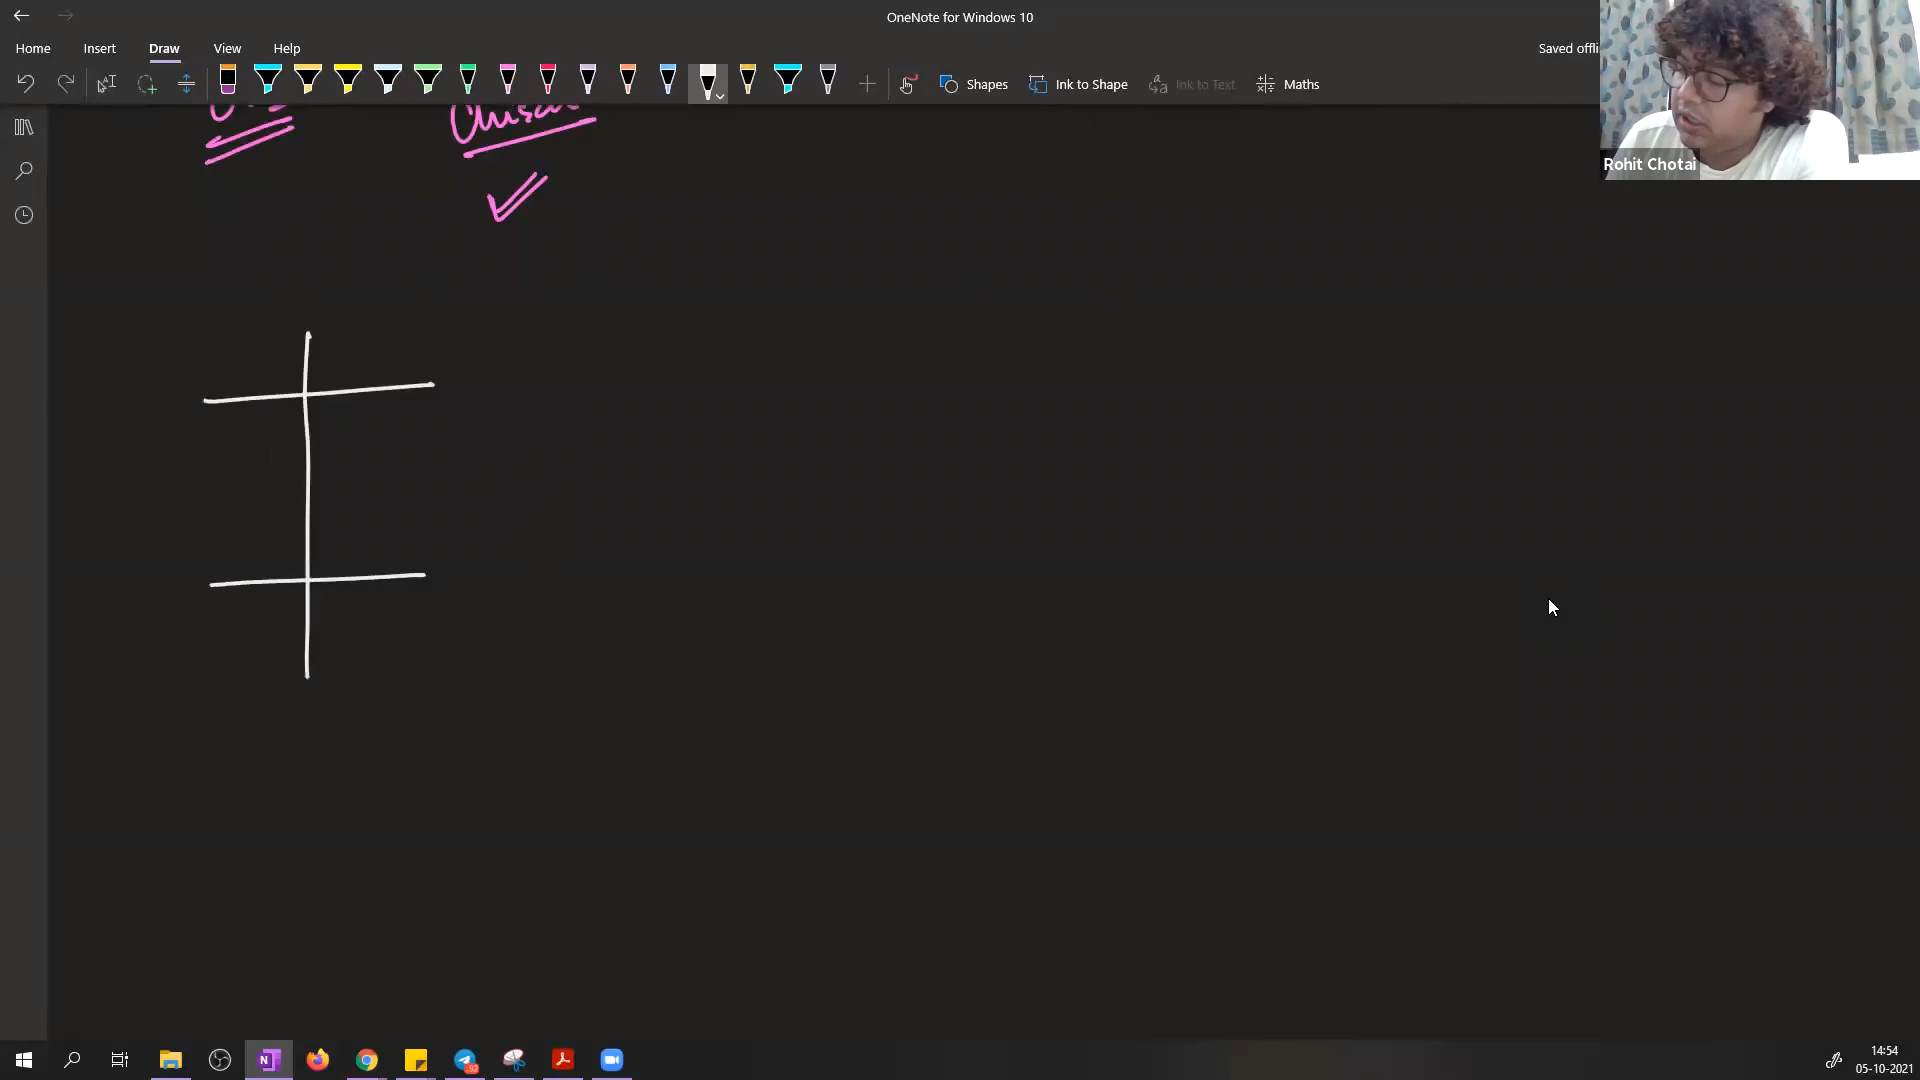 OneNote for Windows 10
Home Insert Draw View Help
Saved offli
Shapes Ink to Shape Ink to Text Maths
Rohit Chotai
92
14:54
05-10-2021